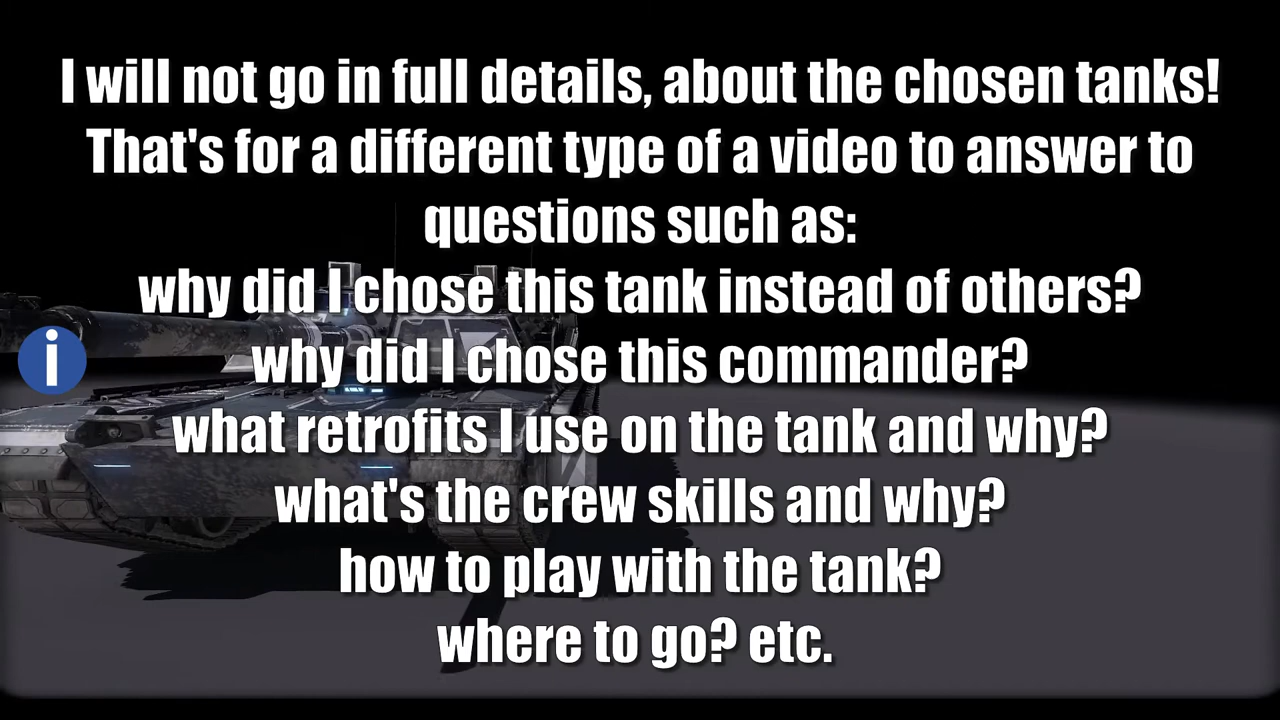 I will not go in full details, about the chosen tanks!
That's for a different type of a video to answer to
questions such as:
why did I chose this tank instead of others?
i
why did I chose this commander?
what retrofits I use on the tank and why?
what's the crew skills and why?
how to play with the tank?
where to go? etc.